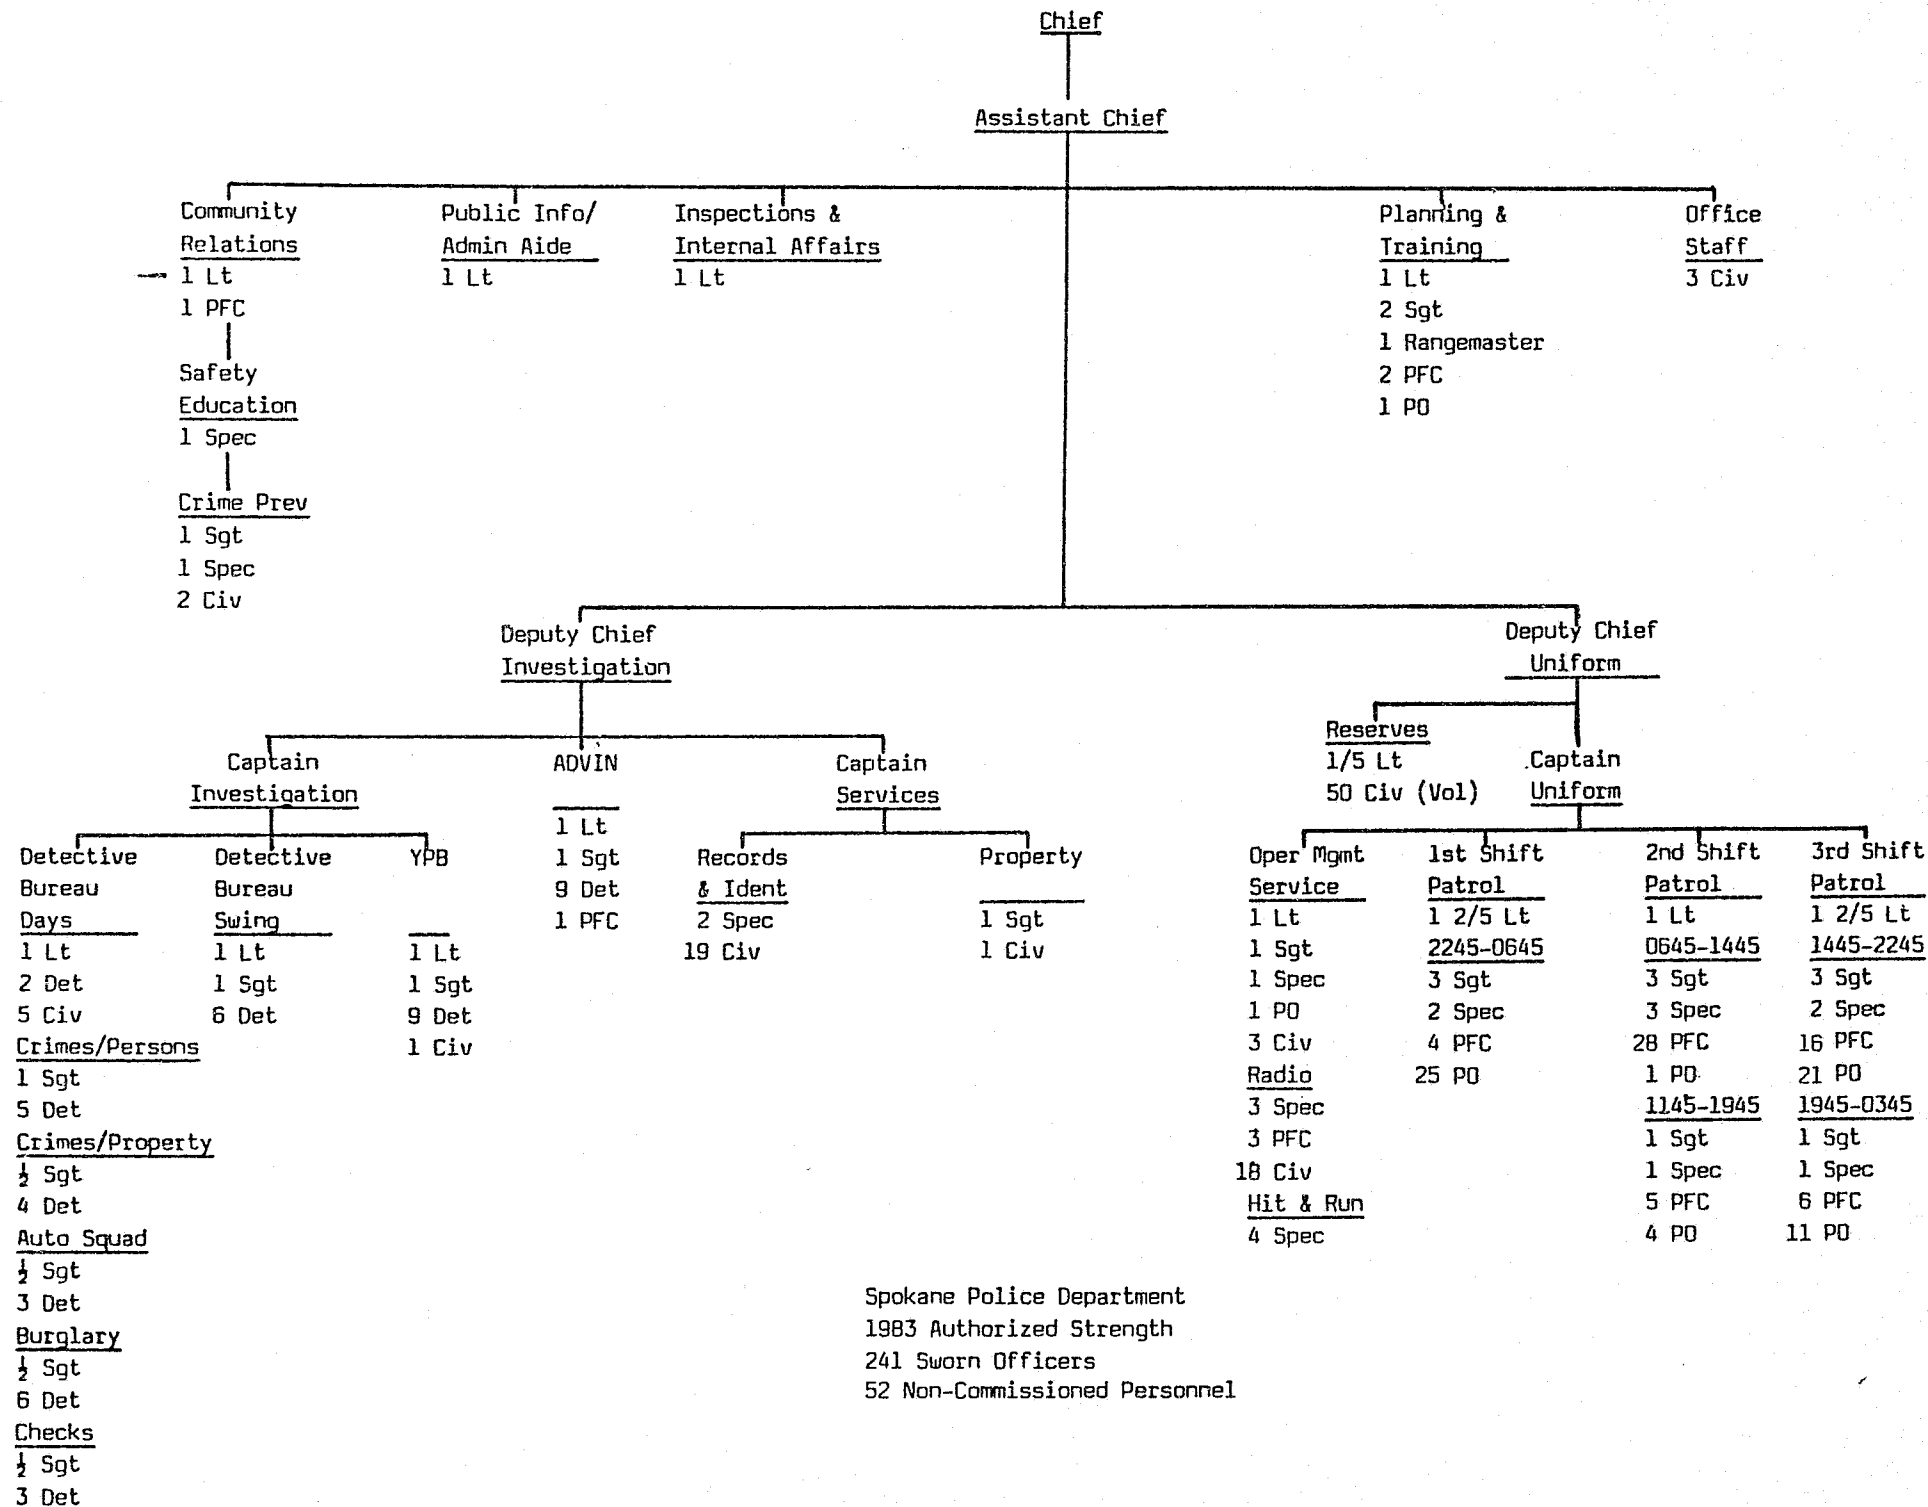 Chief
Assistant Chief
Community
Relations
1 Lt
1 PFC
Safety
Education
1 Spec
Crime Prev
1 Sgt
1 Spec
2 Civ
Public Info/
Admin Aide
1 Lt
Inspections &
Internal Affairs
1 Lt
Planning &
Training
1 Lt
2 Sgt
1 Rangemaster
2 PFC
1 PO
Office
Staff
3 Civ
Deputy Chief
Investigation
Captain
Investigation
Detective
Bureau
Days
1 Lt
2 Det
5 Civ
Crimes/Persons
1 Sgt
5 Det
Crimes/Property
½ Sgt
4 Det
Auto Squad
½ Sgt
3 Det
Burglary
½ Sgt
6 Det
Checks
½ Sgt
3 Det
Detective
Bureau
Swing
1 Lt
1 Sgt
6 Det
YPB
1 Lt
1 Sgt
9 Det
1 Civ
ADVIN
1 Lt
1 Sgt
9 Det
1 PFC
Captain
Services
Records
& Ident
2 Spec
19 Civ
Property
1 Sgt
1 Civ
Deputy Chief
Uniform
Reserves
1/5 Lt
50 Civ (Vol)
Captain
Uniform
Oper Mgmt
Service
1 Lt
1 Sgt
1 Spec
1 PO
3 Civ
Radio
3 Spec
3 PFC
18 Civ
Hit & Run
4 Spec
1st Shift
Patrol
1 2/5 Lt
2245-0645
3 Sgt
2 Spec
4 PFC
25 PO
2nd Shift
Patrol
1 Lt
0645-1445
3 Sgt
3 Spec
28 PFC
1 PO
1145-1945
1 Sgt
1 Spec
5 PFC
4 PO
3rd Shift
Patrol
1 2/5 Lt
1445-2245
3 Sgt
2 Spec
16 PFC
21 PO
1945-0345
1 Sgt
1 Spec
6 PFC
11 PO
Spokane Police Department
1983 Authorized Strength
241 Sworn Officers
52 Non-Commissioned Personnel